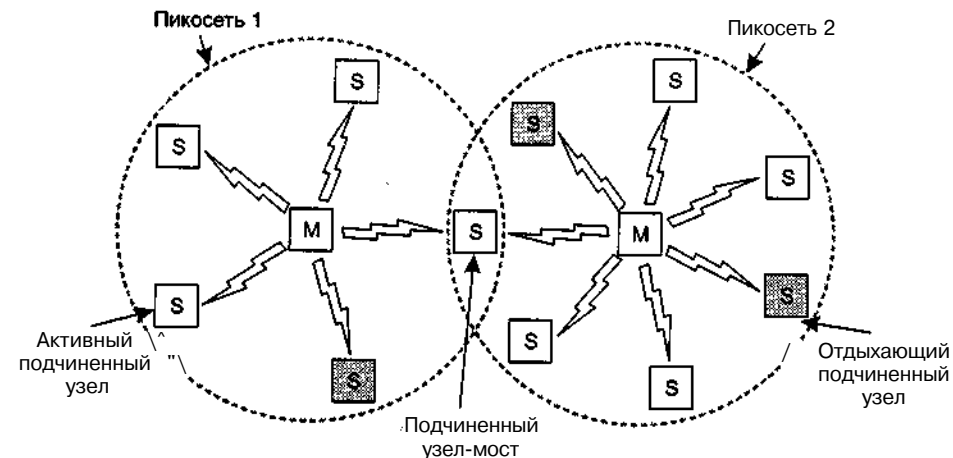 Пикосеть 1
Пикосеть 2
S
S
S
S
S
S
M
S
M
S
S
S
S
S
Активный
подчиненный
узел
Отдыхающий
подчиненный
узел
Подчиненный
узел-мост